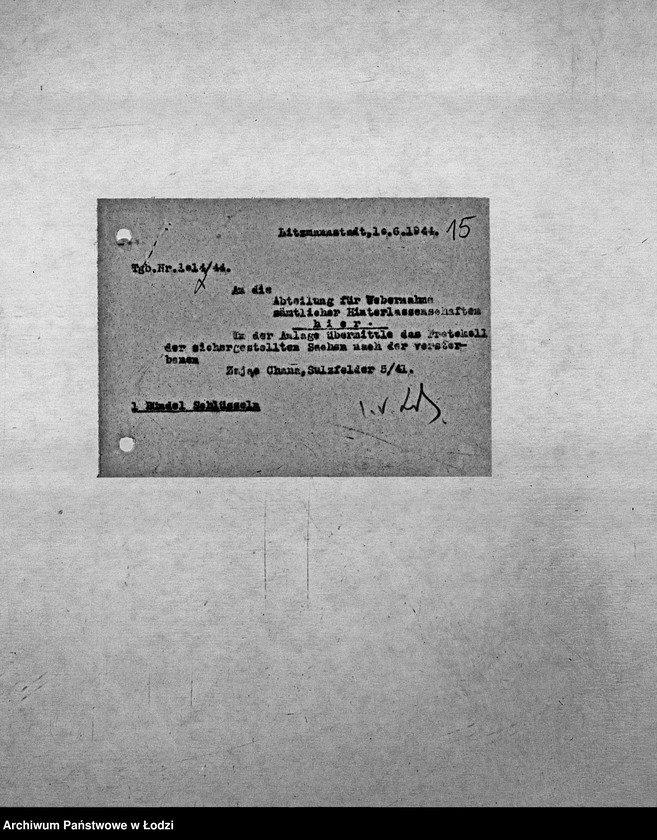 Litzmannstadt, 10.6.1944. 15
Tgb.Nr.1014/44.
An die
Abteilung für Uebernahme
sämtlicher Hinterlassenschaften
h i e r .
In der Anlage übermittle das Protokoll
der sichergestellten Sachen nach der verstor-
benen
Zając Chana, Sulzfelder 5/41.
1 Bündel Schlüsseln
i.V.
Archiwum Państwowe w Łodzi